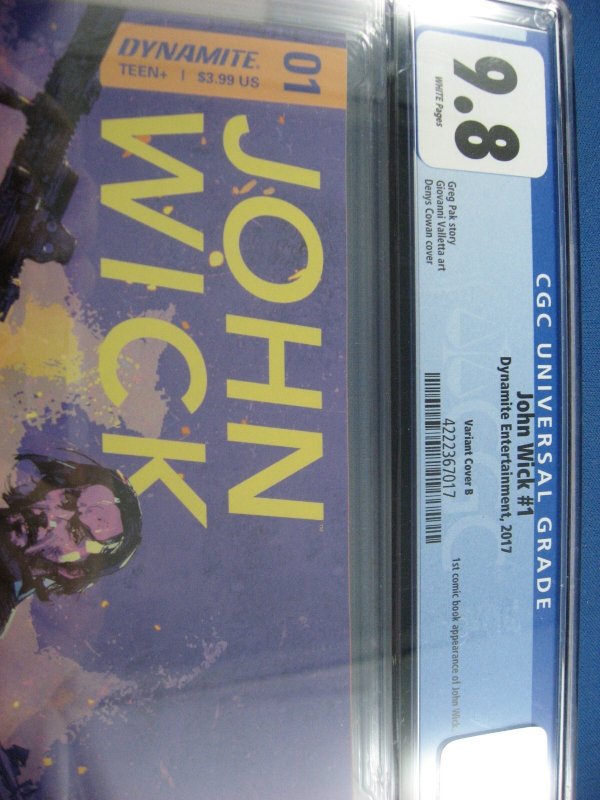 CGC UNIVERSAL GRADE
9.8
WHITE Pages
John Wick #1
Dynamite Entertainment, 2017
Variant Cover B
4222367017
Greg Pak story
Giovanni Valletta art
Denys Cowan cover
1st comic book appearance of John Wick.
DYNAMITE.
TEEN+ | $3.99 US
01
JOHN
WICK™